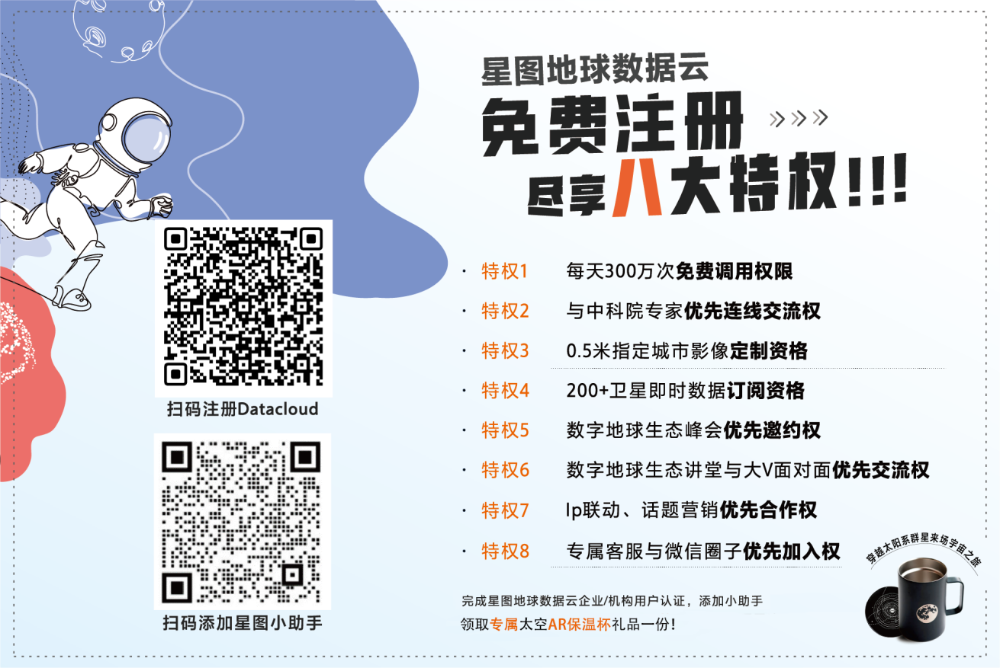 星图地球数据云
免费注册 >>>
尽享八大特权!!!
· 特权1 每天300万次免费调用权限
· 特权2 与中科院专家优先连线交流权
· 特权3 0.5米指定城市影像定制资格
· 特权4 200+卫星即时数据订阅资格
· 特权5 数字地球生态峰会优先邀约权
· 特权6 数字地球生态讲堂与大V面对面优先交流权
· 特权7 Ip联动、话题营销优先合作权
· 特权8 专属客服与微信圈子优先加入权
完成星图地球数据云企业/机构用户认证，添加小助手
领取专属太空AR保温杯礼品一份!
穿越太阳系群星来场宇宙之旅
扫码注册Datacloud
扫码添加星图小助手